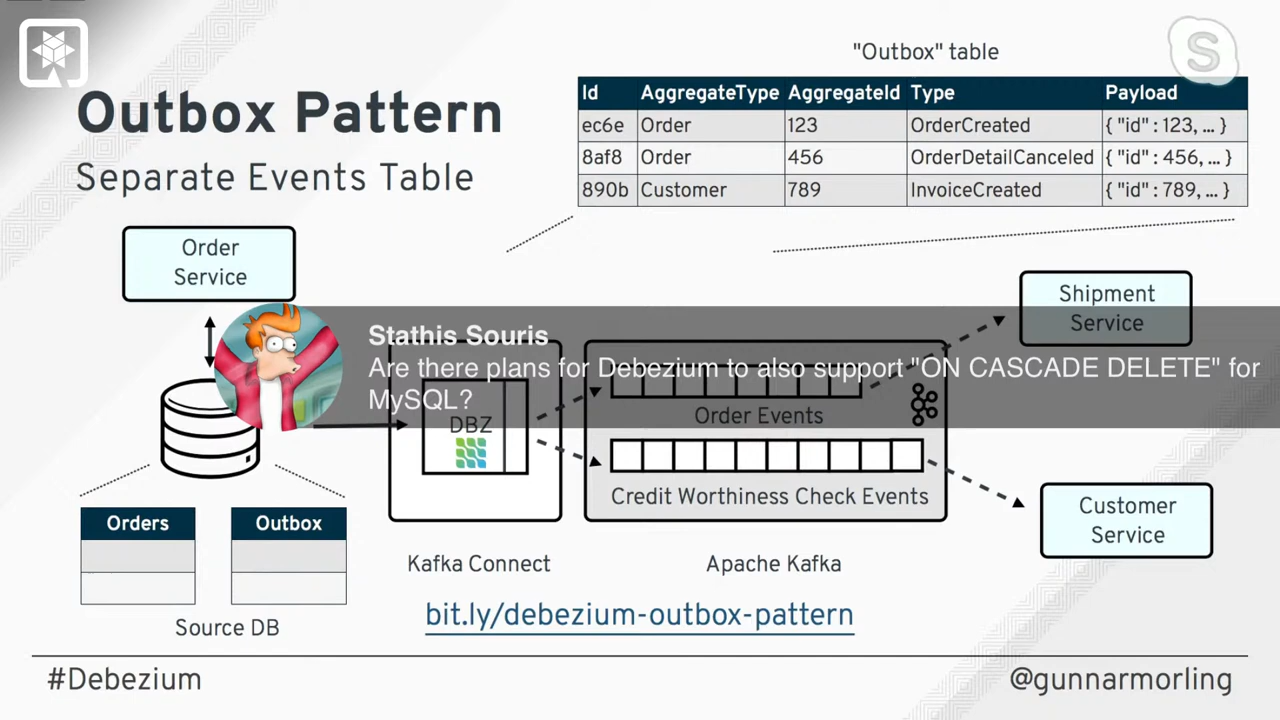 "Outbox" table
Outbox Pattern
Separate Events Table
Id AggregateType AggregateId Type Payload
ec6e Order 123 OrderCreated { "id" : 123, ... }
8af8 Order 456 OrderDetailCanceled { "id" : 456, ... }
890b Customer 789 InvoiceCreated { "id" : 789, ... }
Order
Service
Shipment
Service
Stathis Souris
Are there plans for Debezium to also support "ON CASCADE DELETE" for
MySQL?
DBZ
Order Events
Credit Worthiness Check Events
Customer
Service
Orders
Outbox
Source DB
Kafka Connect
Apache Kafka
bit.ly/debezium-outbox-pattern
#Debezium
@gunnarmorling
S